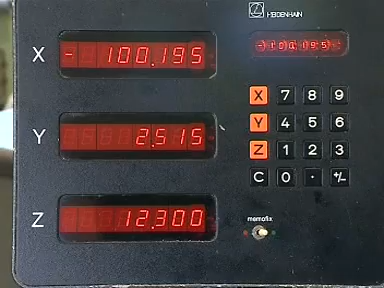 HEIDENHAIN
X - 100.195
- 100.195
X 7 8 9
Y 2.515
Y 4 5 6
Z 1 2 3
C 0 · +/-
Z 12.300
memofix